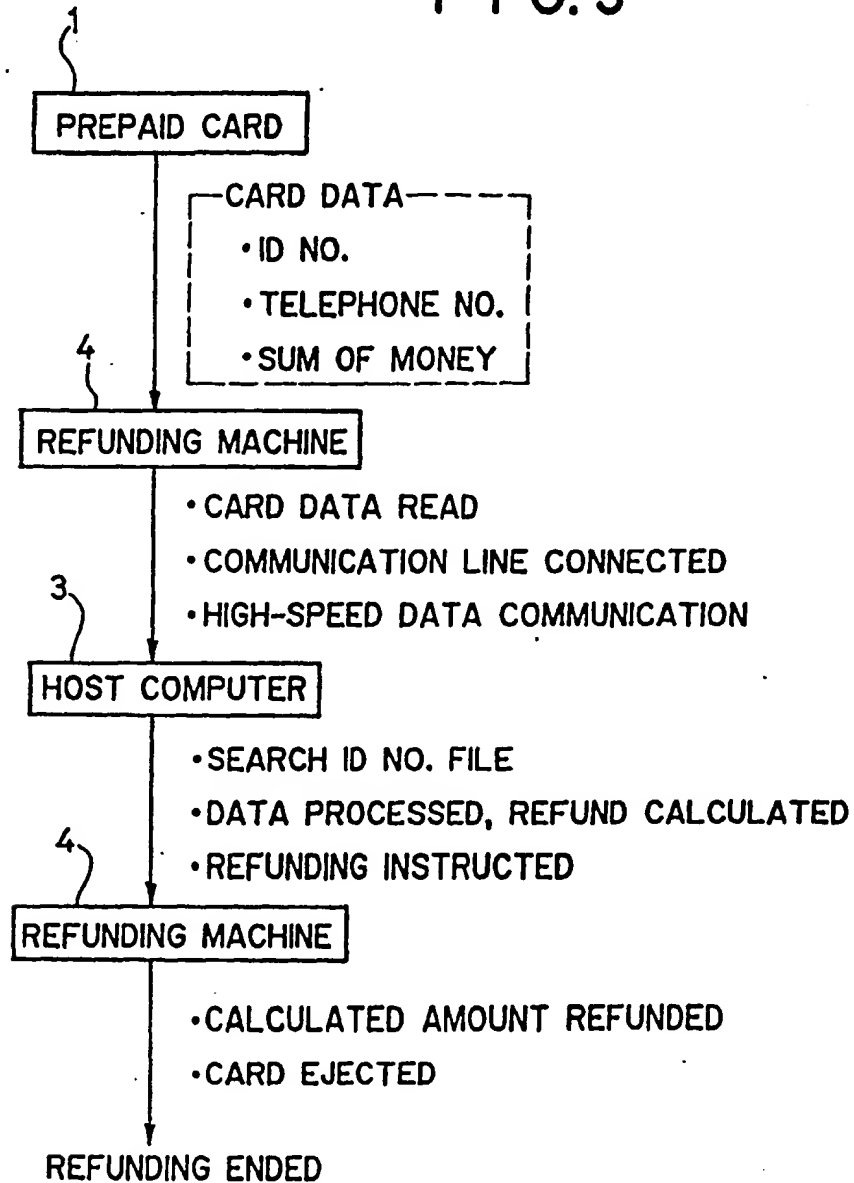 FIG. 3
1
PREPAID CARD
CARD DATA
•ID NO.
•TELEPHONE NO.
•SUM OF MONEY
4
REFUNDING MACHINE
•CARD DATA READ
•COMMUNICATION LINE CONNECTED
•HIGH-SPEED DATA COMMUNICATION
3
HOST COMPUTER
•SEARCH ID NO. FILE
•DATA PROCESSED, REFUND CALCULATED
•REFUNDING INSTRUCTED
4
REFUNDING MACHINE
•CALCULATED AMOUNT REFUNDED
•CARD EJECTED
REFUNDING ENDED